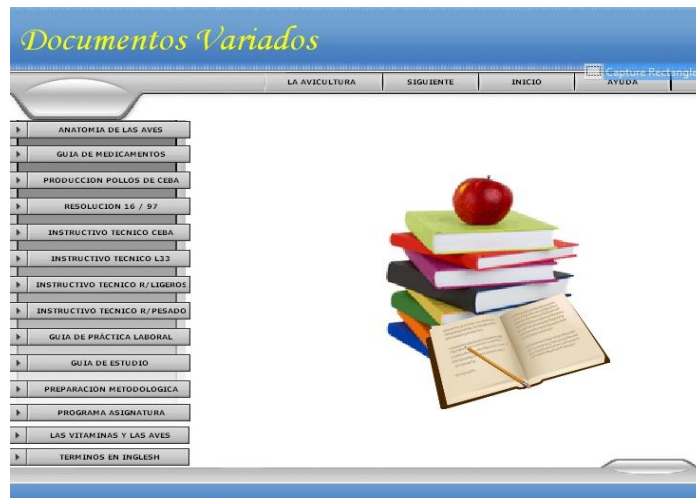 Documentos Variados
Capture Rectangle
LA AVICULTURA SIGUIENTE INICIO AYUDA
ANATOMIA DE LAS AVES
GUIA DE MEDICAMENTOS
PRODUCCION POLLOS DE CEBA
RESOLUCION 16 / 97
INSTRUCTIVO TECNICO CEBA
INSTRUCTIVO TECNICO L33
INSTRUCTIVO TECNICO R/LIGEROS
INSTRUCTIVO TECNICO R/PESADO
GUIA DE PRÁCTICA LABORAL
GUIA DE ESTUDIO
PREPARACION METODOLOGICA
PROGRAMA ASIGNATURA
LAS VITAMINAS Y LAS AVES
TERMINOS EN INGLESH